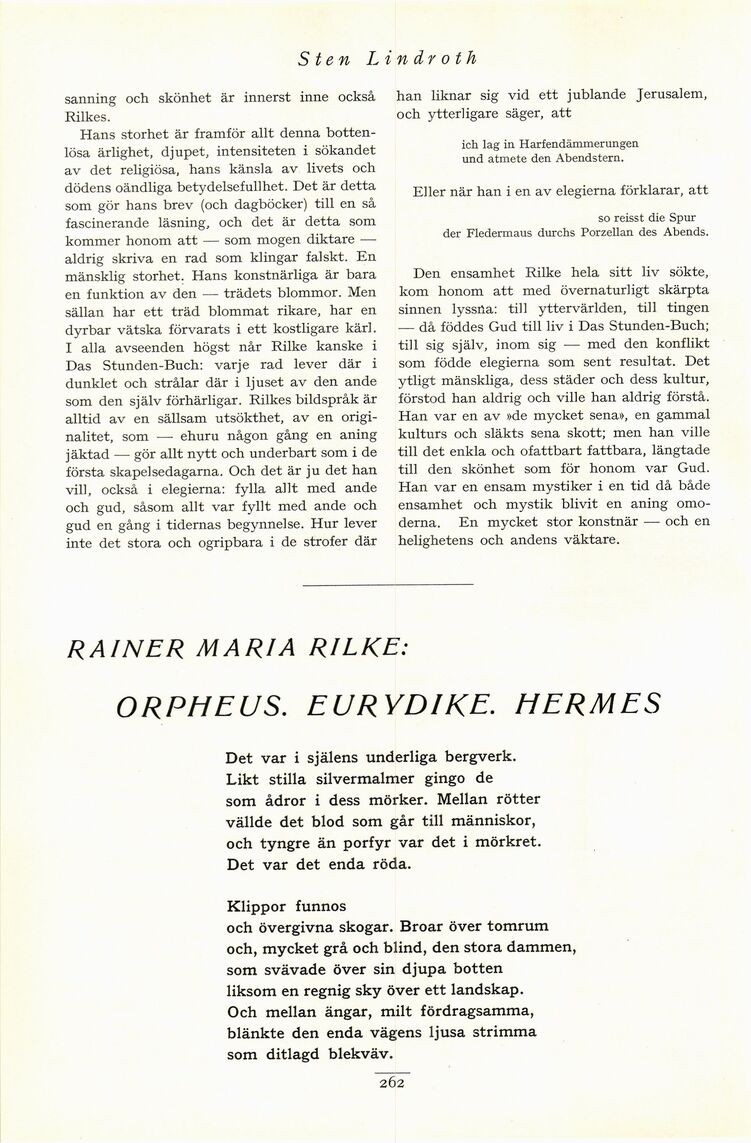 Sten Lindroth
sanning och skönhet är innerst inne också
Rilkes.
Hans storhet är framför allt denna botten-
lösa ärlighet, djupet, intensiteten i sökandet
av det religiösa, hans känsla av livets och
dödens oändliga betydelsefullhet. Det är detta
som gör hans brev (och dagböcker) till en så
fascinerande läsning, och det är detta som
kommer honom att — som mogen diktare —
aldrig skriva en rad som klingar falskt. En
mänsklig storhet. Hans konstnärliga är bara
en funktion av den — trädets blommor. Men
sällan har ett träd blommat rikare, har en
dyrbar vätska förvarats i ett kostligare kärl.
I alla avseenden högst når Rilke kanske i
Das Stunden-Buch: varje rad lever där i
dunklet och strålar där i ljuset av den ande
som den själv förhärligar. Rilkes bildspråk är
alltid av en sällsam utsökthet, av en origi-
nalitet, som — ehuru någon gång en aning
jäktad — gör allt nytt och underbart som i de
första skapelsedagarna. Och det är ju det han
vill, också i elegierna: fylla allt med ande
och gud, såsom allt var fyllt med ande och
gud en gång i tidernas begynnelse. Hur lever
inte det stora och ogripbara i de strofer där
han liknar sig vid ett jublande Jerusalem,
och ytterligare säger, att
ich lag in Harfendämmerungen
und atmete den Abendstern.
Eller när han i en av elegierna förklarar, att
so reisst die Spur
der Fledermaus durchs Porzellan des Abends.
Den ensamhet Rilke hela sitt liv sökte,
kom honom att med övernaturligt skärpta
sinnen lyssna: till yttervärlden, till tingen
— då föddes Gud till liv i Das Stunden-Buch;
till sig själv, inom sig — med den konflikt
som födde elegierna som sent resultat. Det
ytligt mänskliga, dess städer och dess kultur,
förstod han aldrig och ville han aldrig förstå.
Han var en av »de mycket sena», en gammal
kulturs och släkts sena skott; men han ville
till det enkla och ofattbart fattbara, längtade
till den skönhet som för honom var Gud.
Han var en ensam mystiker i en tid då både
ensamhet och mystik blivit en aning omo-
derna. En mycket stor konstnär — och en
helighetens och andens väktare.
RAINER MARIA RILKE:
ORPHEUS. EURYDIKE. HERMES
Det var i själens underliga bergverk.
Likt stilla silvermalmer gingo de
som ådror i dess mörker. Mellan rötter
vällde det blod som går till människor,
och tyngre än porfyr var det i mörkret.
Det var det enda röda.
Klippor funnos
och övergivna skogar. Broar över tomrum
och, mycket grå och blind, den stora dammen,
som svävade över sin djupa botten
liksom en regnig sky över ett landskap.
Och mellan ängar, milt fördragsamma,
blänkte den enda vägens ljusa strimma
som ditlagd blekväv.
262